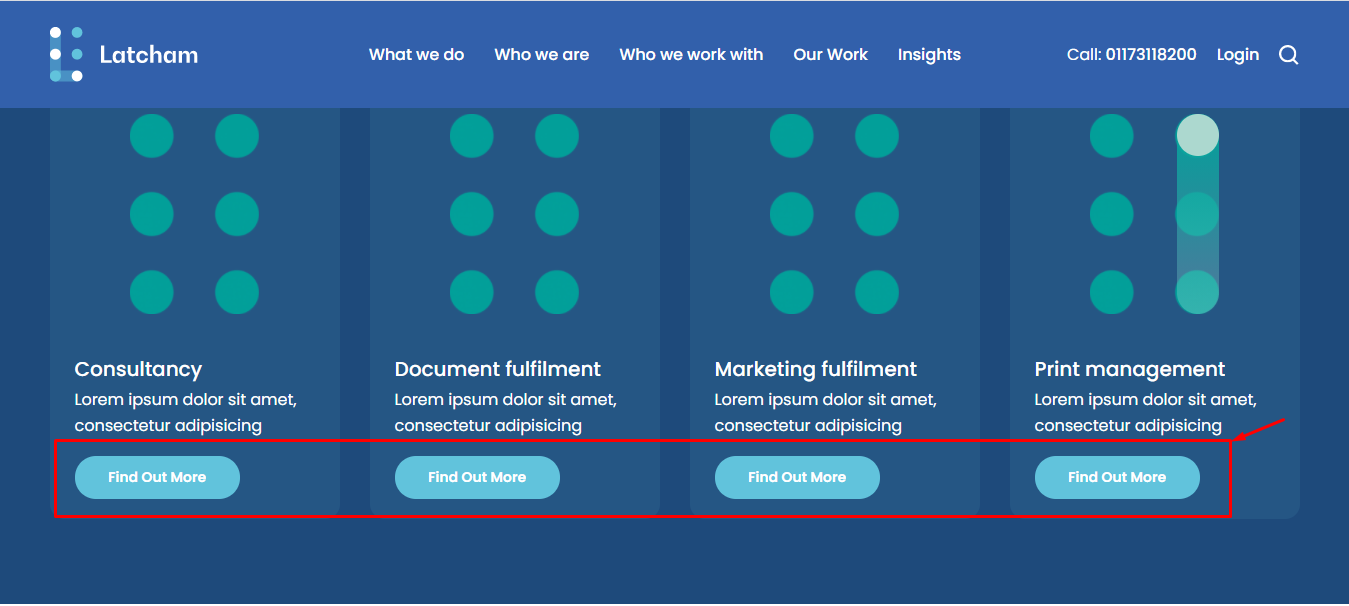 Latcham
What we do
Who we are
Who we work with
Our Work
Insights
Call: 01173118200
Login
Consultancy
Lorem ipsum dolor sit amet,
consectetur adipisicing
Find Out More
Document fulfilment
Lorem ipsum dolor sit amet,
consectetur adipisicing
Find Out More
Marketing fulfilment
Lorem ipsum dolor sit amet,
consectetur adipisicing
Find Out More
Print management
Lorem ipsum dolor sit amet,
consectetur adipisicing
Find Out More